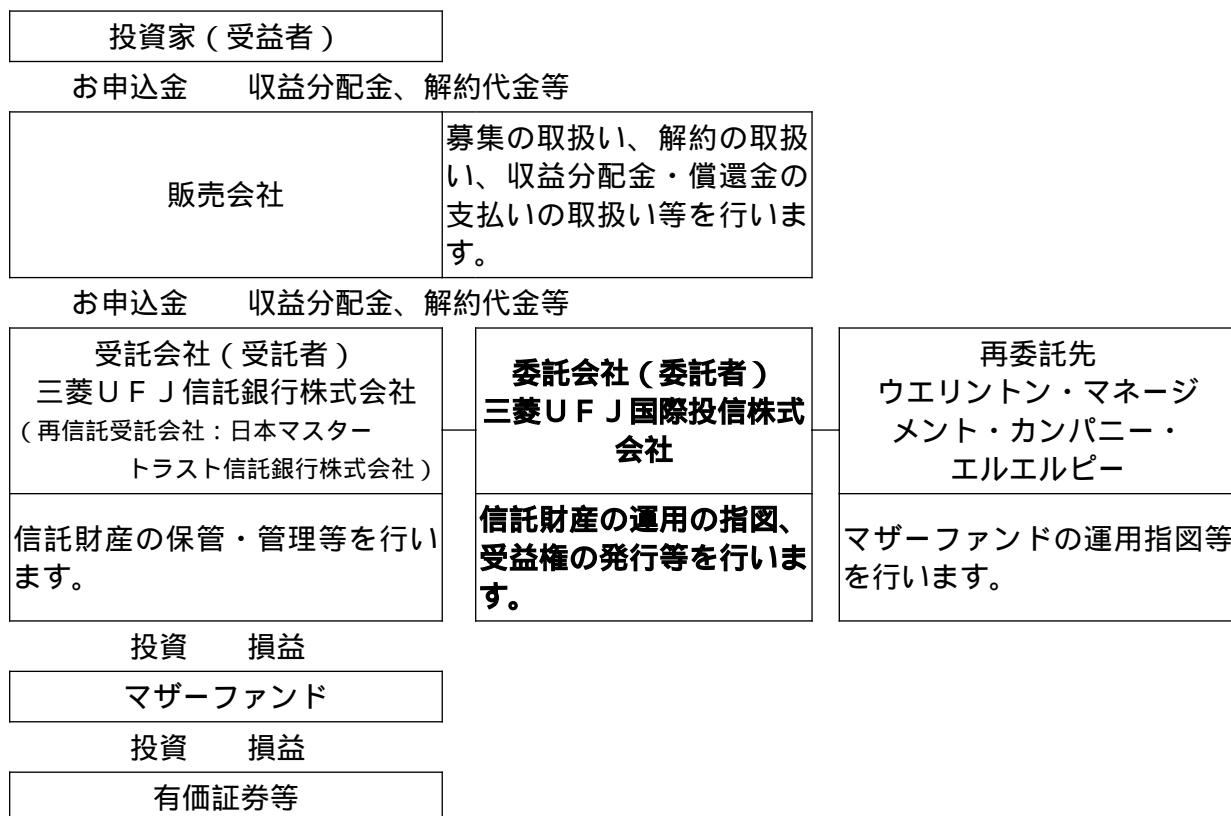 投資家（受益者）
お申込金　　収益分配金、解約代金等
販売会社
募集の取扱い、解約の取扱
い、収益分配金・償還金の
支払いの取扱い等を行いま
す。
お申込金　　収益分配金、解約代金等
受託会社（受託者）
三菱ＵＦＪ信託銀行株式会社
（再信託受託会社：日本マスター
トラスト信託銀行株式会社）
委託会社（委託者）
三菱ＵＦＪ国際投信株式
会社
再委託先
ウエリントン・マネージ
メント・カンパニー・
エルエルピー
信託財産の保管・管理等を行い
ます。
信託財産の運用の指図、
受益権の発行等を行いま
す。
マザーファンドの運用指図等
を行います。
投資　　損益
マザーファンド
投資　　損益
有価証券等